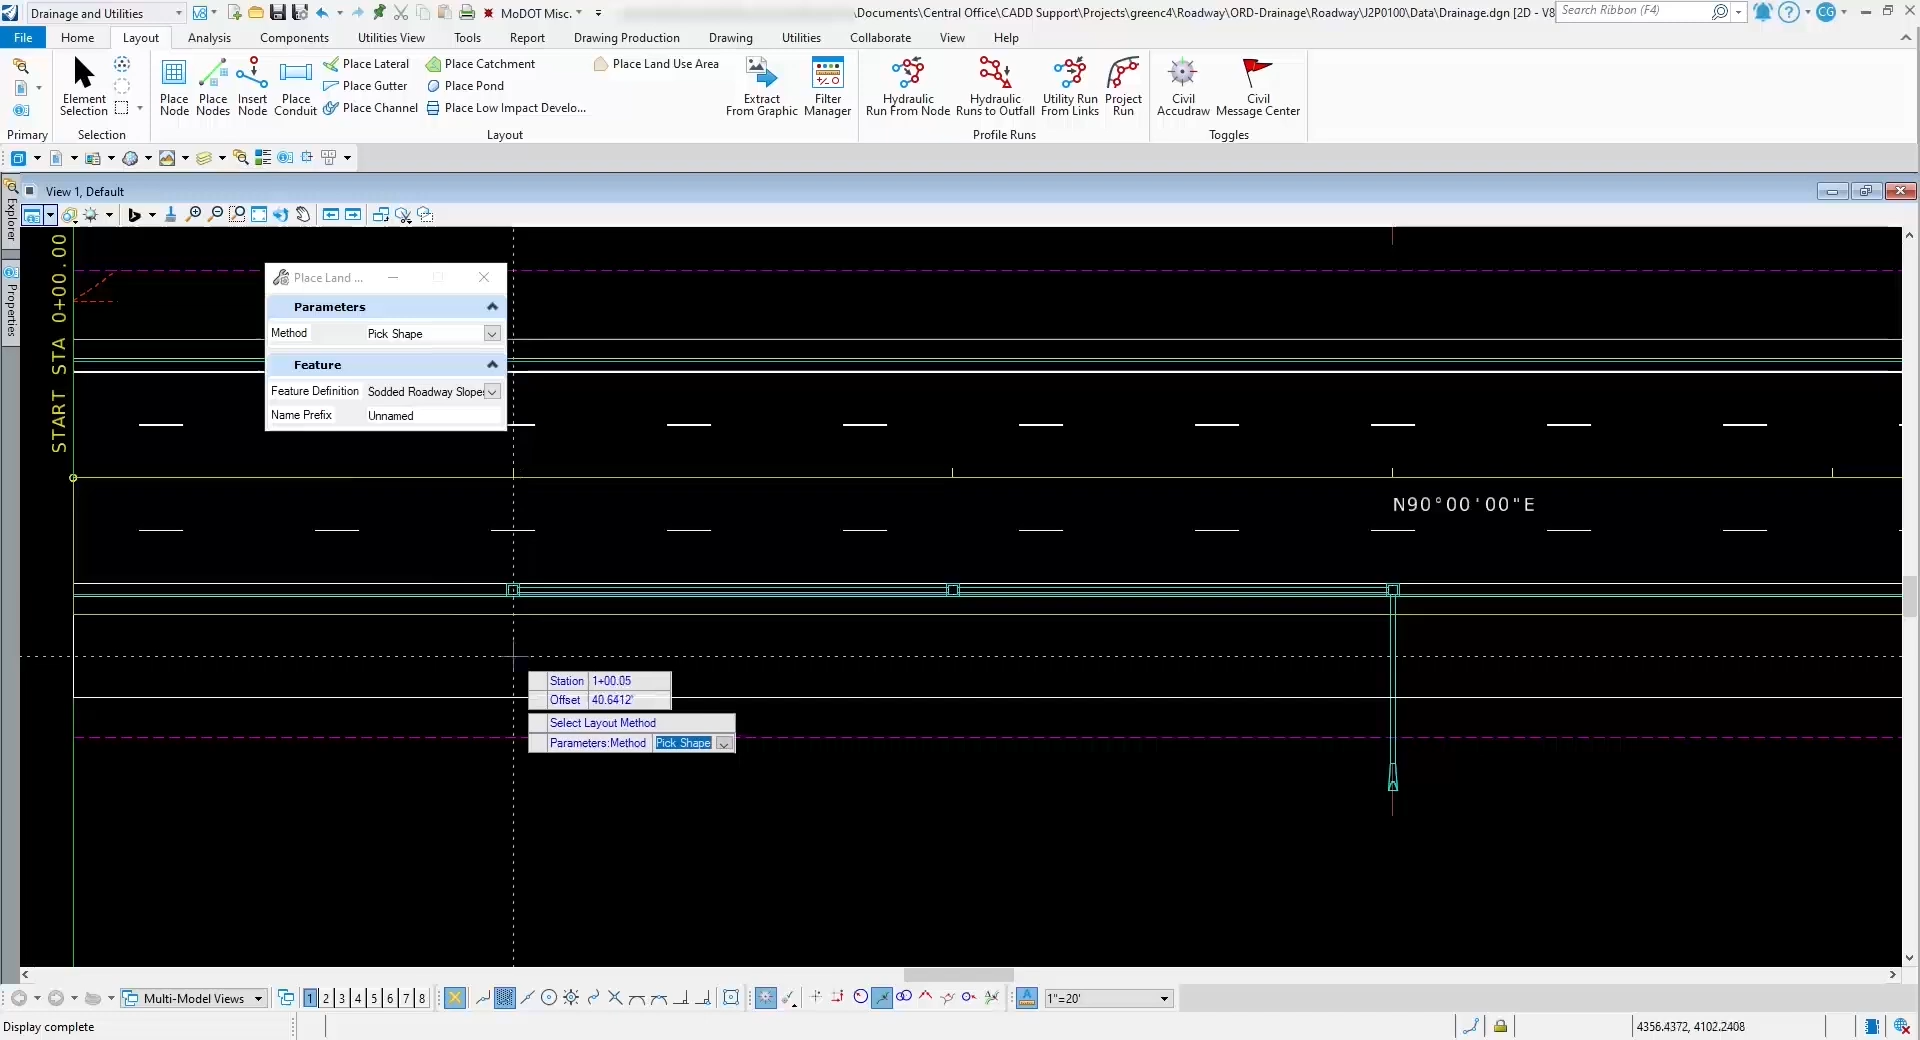 Drainage and Utilities
MoDOT Misc.
\Documents\Central Office\CADD Support\Projects\greenc4\Roadway\ORD-Drainage\Roadway\J2P0100\Data\Drainage.dgn [2D - V8
Search Ribbon (F4)
CG
File Home Layout Analysis Components Utilities View Tools Report Drawing Production Drawing Utilities Collaborate View Help
Place Lateral Place Catchment Place Land Use Area
Place Gutter Place Pond
Place Channel Place Low Impact Develo...
Element Selection
Place Node
Place Nodes
Insert Node
Place Conduit
Extract From Graphic
Filter Manager
Hydraulic Run From Node
Hydraulic Runs to Outfall
Utility Run From Links
Project Run
Civil Accudraw
Civil Message Center
Primary Selection Layout Profile Runs Toggles
Explorer
Properties
View 1, Default
START STA 0+00.00
Place Land ...
Parameters
Method Pick Shape
Feature
Feature Definition Sodded Roadway Slopes
Name Prefix Unnamed
N90°00'00"E
Station 1+00.05
Offset 40.6412'
Select Layout Method
Parameters:Method Pick Shape
Multi-Model Views 1 2 3 4 5 6 7 8
1"=20'
Display complete
4356.4372, 4102.2408